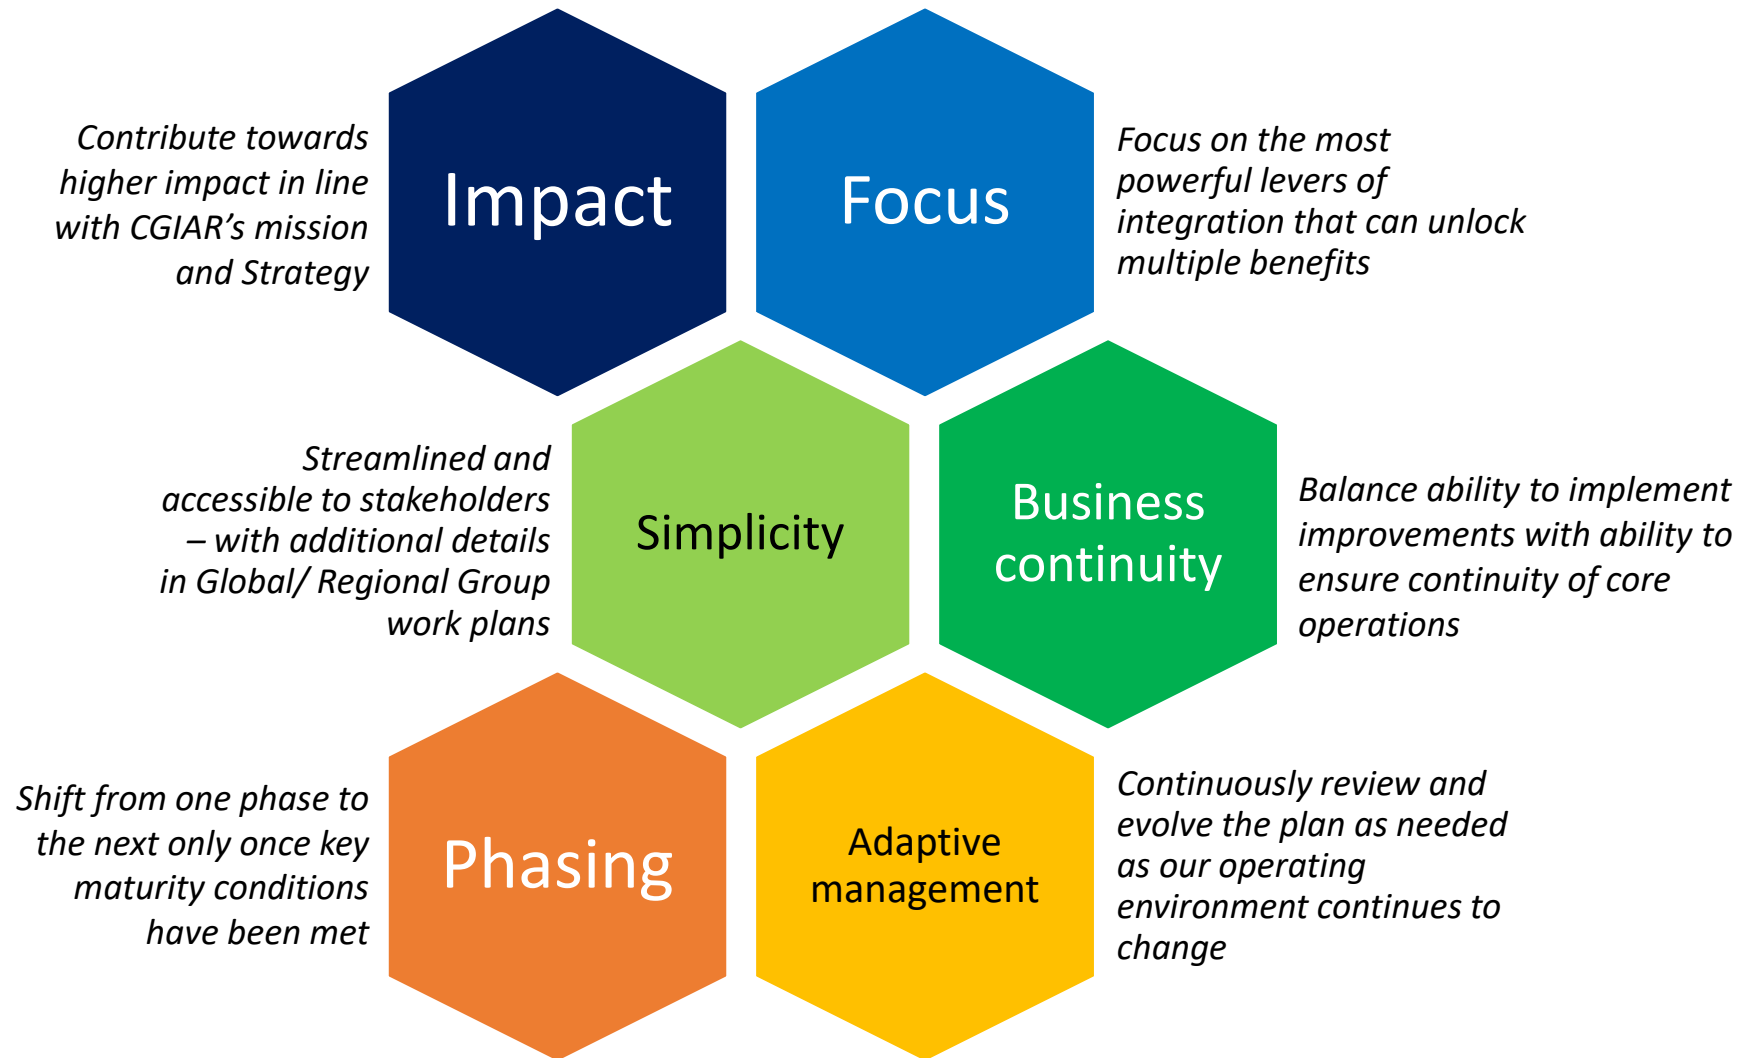 Contribute towards
higher impact in line
with CGIAR’s mission
and Strategy
Impact
Focus
Focus on the most
powerful levers of
integration that can unlock
multiple benefits
Streamlined and
accessible to stakeholders
– with additional details
in Global/ Regional Group
work plans
Simplicity
Business
continuity
Balance ability to implement
improvements with ability to
ensure continuity of core
operations
Shift from one phase to
the next only once key
maturity conditions
have been met
Phasing
Adaptive
management
Continuously review and
evolve the plan as needed
as our operating
environment continues to
change